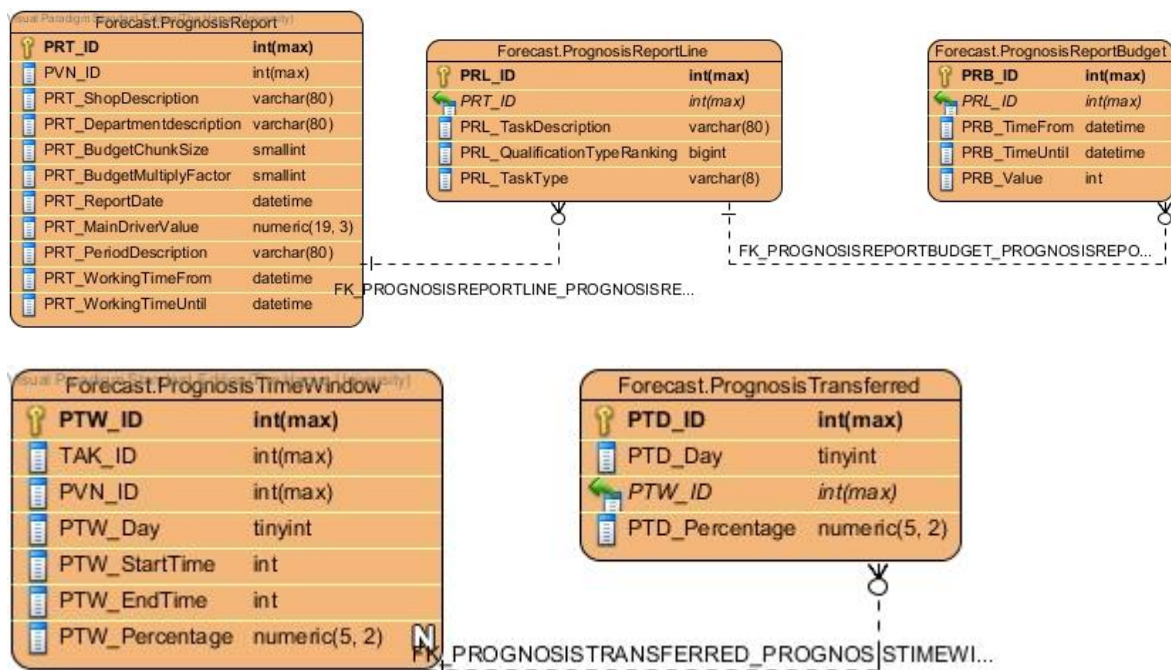 Forecast.PrognosisReport
PRT_ID int(max)
PVN_ID int(max)
PRT_ShopDescription varchar(80)
PRT_Departmentdescription varchar(80)
PRT_BudgetChunkSize smallint
PRT_BudgetMultiplyFactor smallint
PRT_ReportDate datetime
PRT_MainDriverValue numeric(19, 3)
PRT_PeriodDescription varchar(80)
PRT_WorkingTimeFrom datetime
PRT_WorkingTimeUntil datetime
Forecast.PrognosisReportLine
PRL_ID int(max)
PRT_ID int(max)
PRL_TaskDescription varchar(80)
PRL_QualificationTypeRanking bigint
PRL_TaskType varchar(8)
Forecast.PrognosisReportBudget
PRB_ID int(max)
PRL_ID int(max)
PRB_TimeFrom datetime
PRB_TimeUntil datetime
PRB_Value int
FK_PROGNOSISREPORTLINE_PROGNOSISRE...
FK_PROGNOSISREPORTBUDGET_PROGNOSISREPO...
Forecast.PrognosisTimeWindow
PTW_ID int(max)
TAK_ID int(max)
PVN_ID int(max)
PTW_Day tinyint
PTW_StartTime int
PTW_EndTime int
PTW_Percentage numeric(5, 2) N
Forecast.PrognosisTransferred
PTD_ID int(max)
PTD_Day tinyint
PTW_ID int(max)
PTD_Percentage numeric(5, 2)
FK_PROGNOSISTRANSFERRED_PROGNOSISTIMEWI...